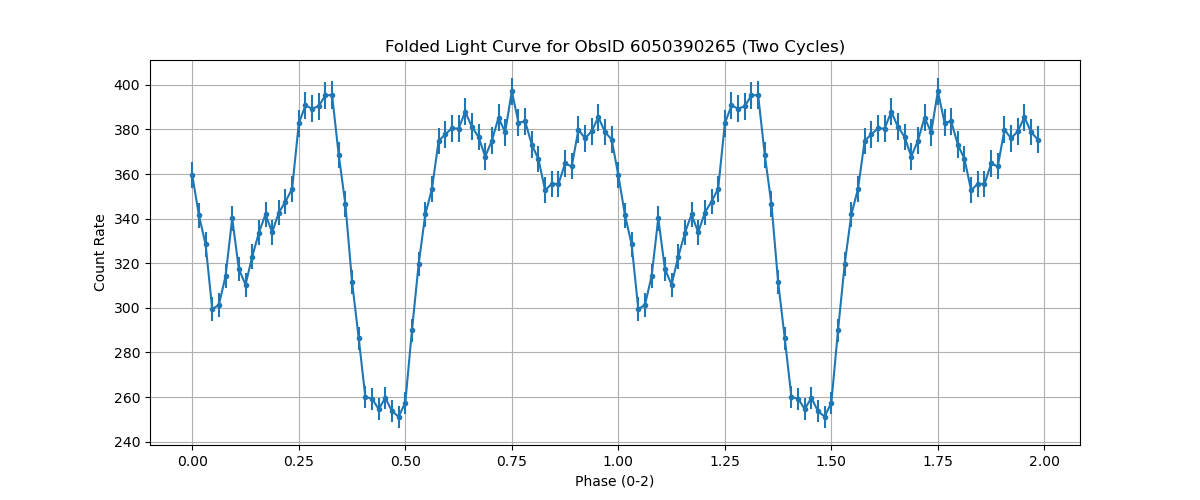 Folded Light Curve for ObsID 6050390265 (Two Cycles)
Count Rate
400
380
360
340
320
300
280
260
240
0.00 0.25 0.50 0.75 1.00 1.25 1.50 1.75 2.00
Phase (0-2)